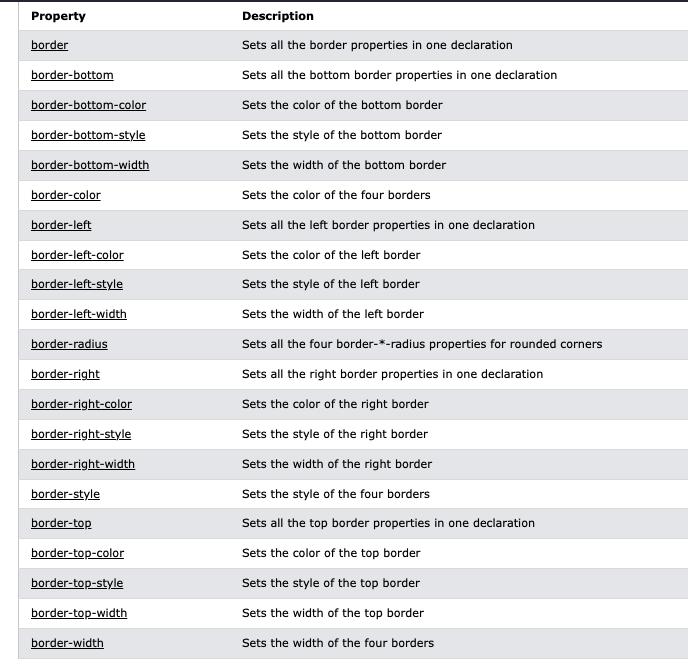 Property Description
border Sets all the border properties in one declaration
border-bottom Sets all the bottom border properties in one declaration
border-bottom-color Sets the color of the bottom border
border-bottom-style Sets the style of the bottom border
border-bottom-width Sets the width of the bottom border
border-color Sets the color of the four borders
border-left Sets all the left border properties in one declaration
border-left-color Sets the color of the left border
border-left-style Sets the style of the left border
border-left-width Sets the width of the left border
border-radius Sets all the four border-*-radius properties for rounded corners
border-right Sets all the right border properties in one declaration
border-right-color Sets the color of the right border
border-right-style Sets the style of the right border
border-right-width Sets the width of the right border
border-style Sets the style of the four borders
border-top Sets all the top border properties in one declaration
border-top-color Sets the color of the top border
border-top-style Sets the style of the top border
border-top-width Sets the width of the top border
border-width Sets the width of the four borders